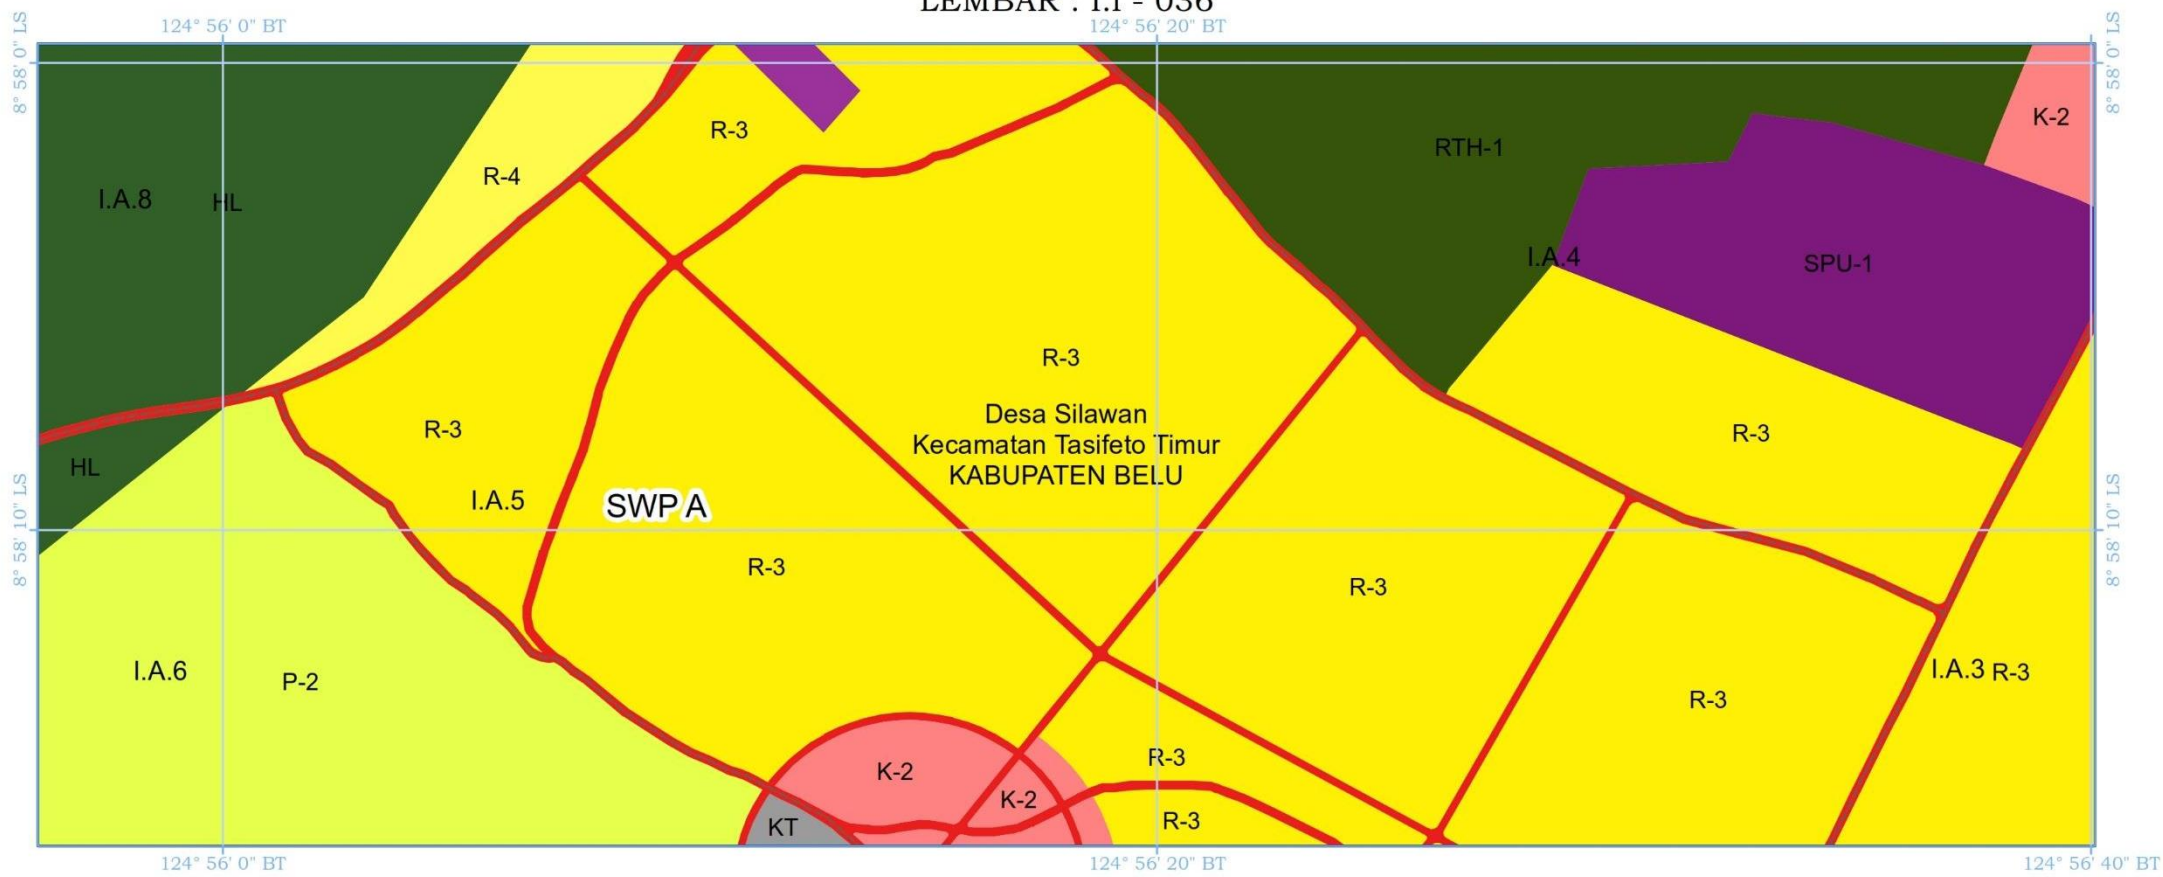 LEMBAR : 1.1 - 036
124° 56' 0" BT
124° 56' 20" BT
8° 58' 0" LS
8° 58' 0" LS
K-2
R-3
RTH-1
R-4
I.A.8
HL
I.A.4
SPU-1
R-3
Desa Silawan
Kecamatan Tasifeto Timur
KABUPATEN BELU
R-3
R-3
HL
I.A.5
SWP A
8° 58' 10" LS
8° 58' 10" LS
R-3
R-3
I.A.6
P-2
I.A.3
R-3
R-3
R-3
K-2
K-2
R-3
KT
124° 56' 0" BT
124° 56' 20" BT
124° 56' 40" BT